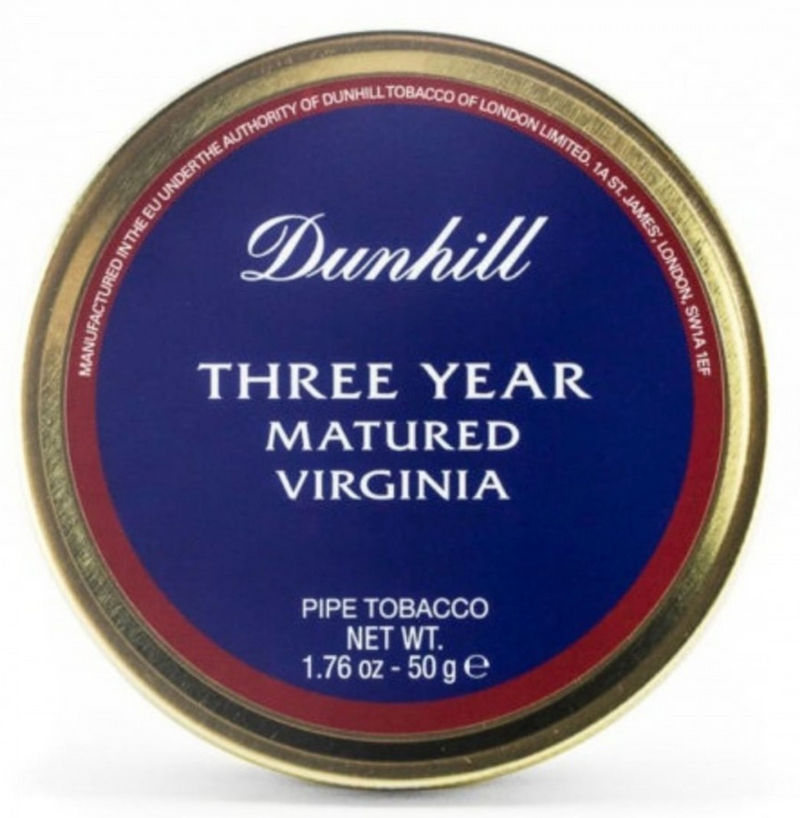 MANUFACTURED IN THE EU UNDER THE AUTHORITY OF DUNHILL TOBACCO OF LONDON LIMITED, 1A ST. JAMES', LONDON, SW1A 1EF
Dunhill
THREE YEAR
MATURED
VIRGINIA
PIPE TOBACCO
NET WT.
1.76 oz - 50 g ℮